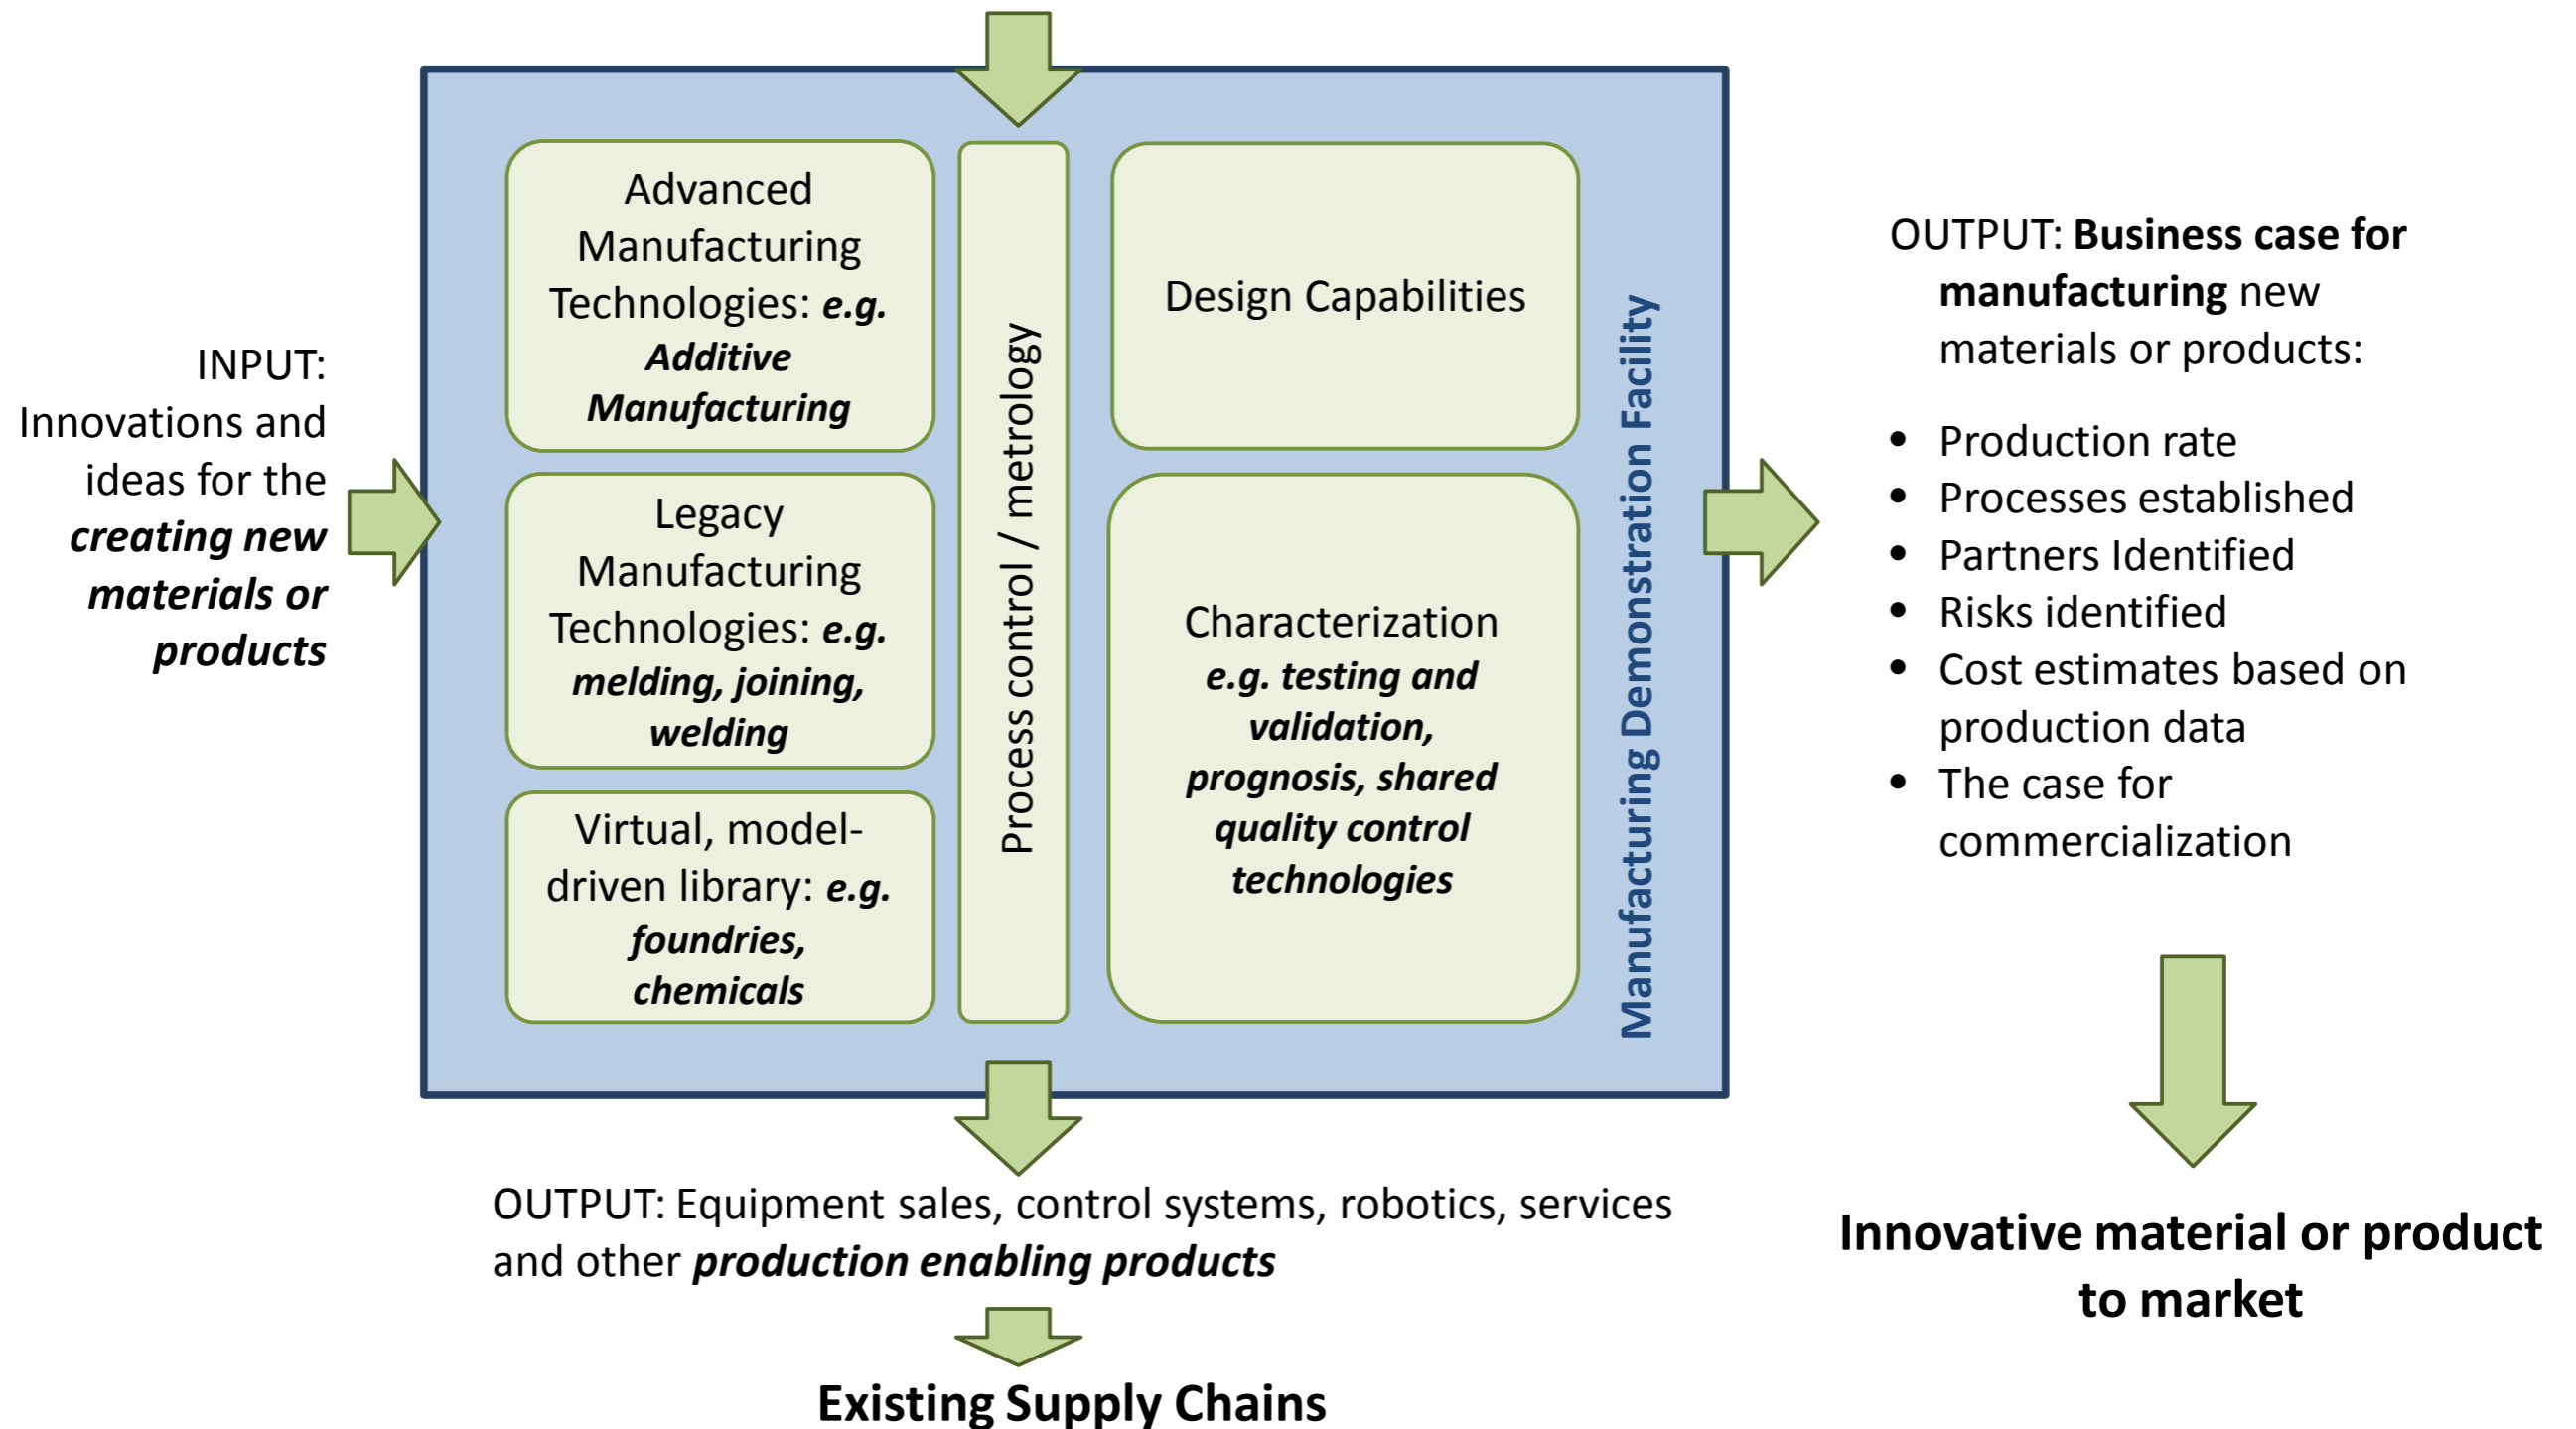 INPUT:
Innovations and
ideas for the
creating new
materials or
products
Advanced
Manufacturing
Technologies: e.g.
Additive
Manufacturing
Legacy
Manufacturing
Technologies: e.g.
melding, joining,
welding
Virtual, model-
driven library: e.g.
foundries,
chemicals
Process control / metrology
Design Capabilities
Characterization
e.g. testing and
validation,
prognosis, shared
quality control
technologies
Manufacturing Demonstration Facility
OUTPUT: Business case for
manufacturing new
materials or products:
• Production rate
• Processes established
• Partners Identified
• Risks identified
• Cost estimates based on
production data
• The case for
commercialization
Innovative material or product
to market
OUTPUT: Equipment sales, control systems, robotics, services
and other production enabling products
Existing Supply Chains